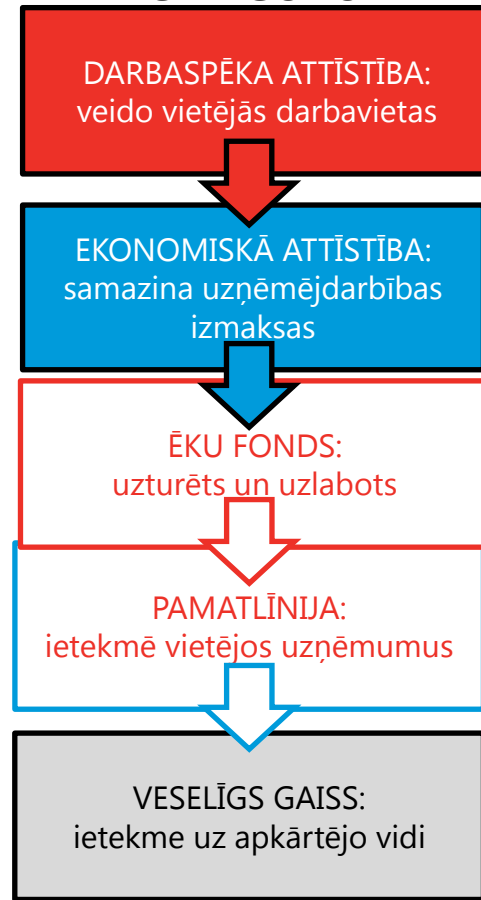 DARBASPĒKA ATTĪSTĪBA:
veido vietējās darbavietas
EKONOMISKĀ ATTĪSTĪBA:
samazina uzņēmējdarbības
izmaksas
ĒKU FONDS:
uzturēts un uzlabots
PAMATLĪNIJA:
ietekmē vietējos uzņēmumus
VESELĪGS GAISS:
ietekme uz apkārtējo vidi